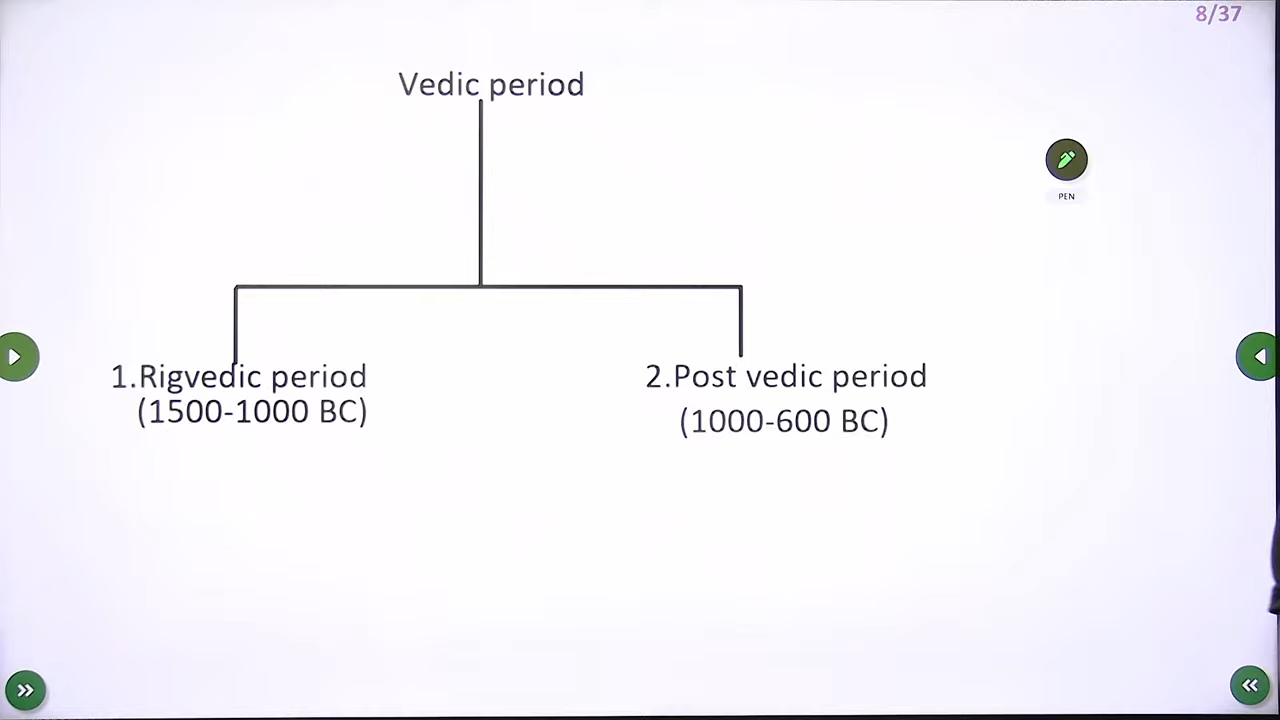 8/37
Vedic period
PEN
1.Rigvedic period
(1500-1000 BC)
2.Post vedic period
(1000-600 BC)